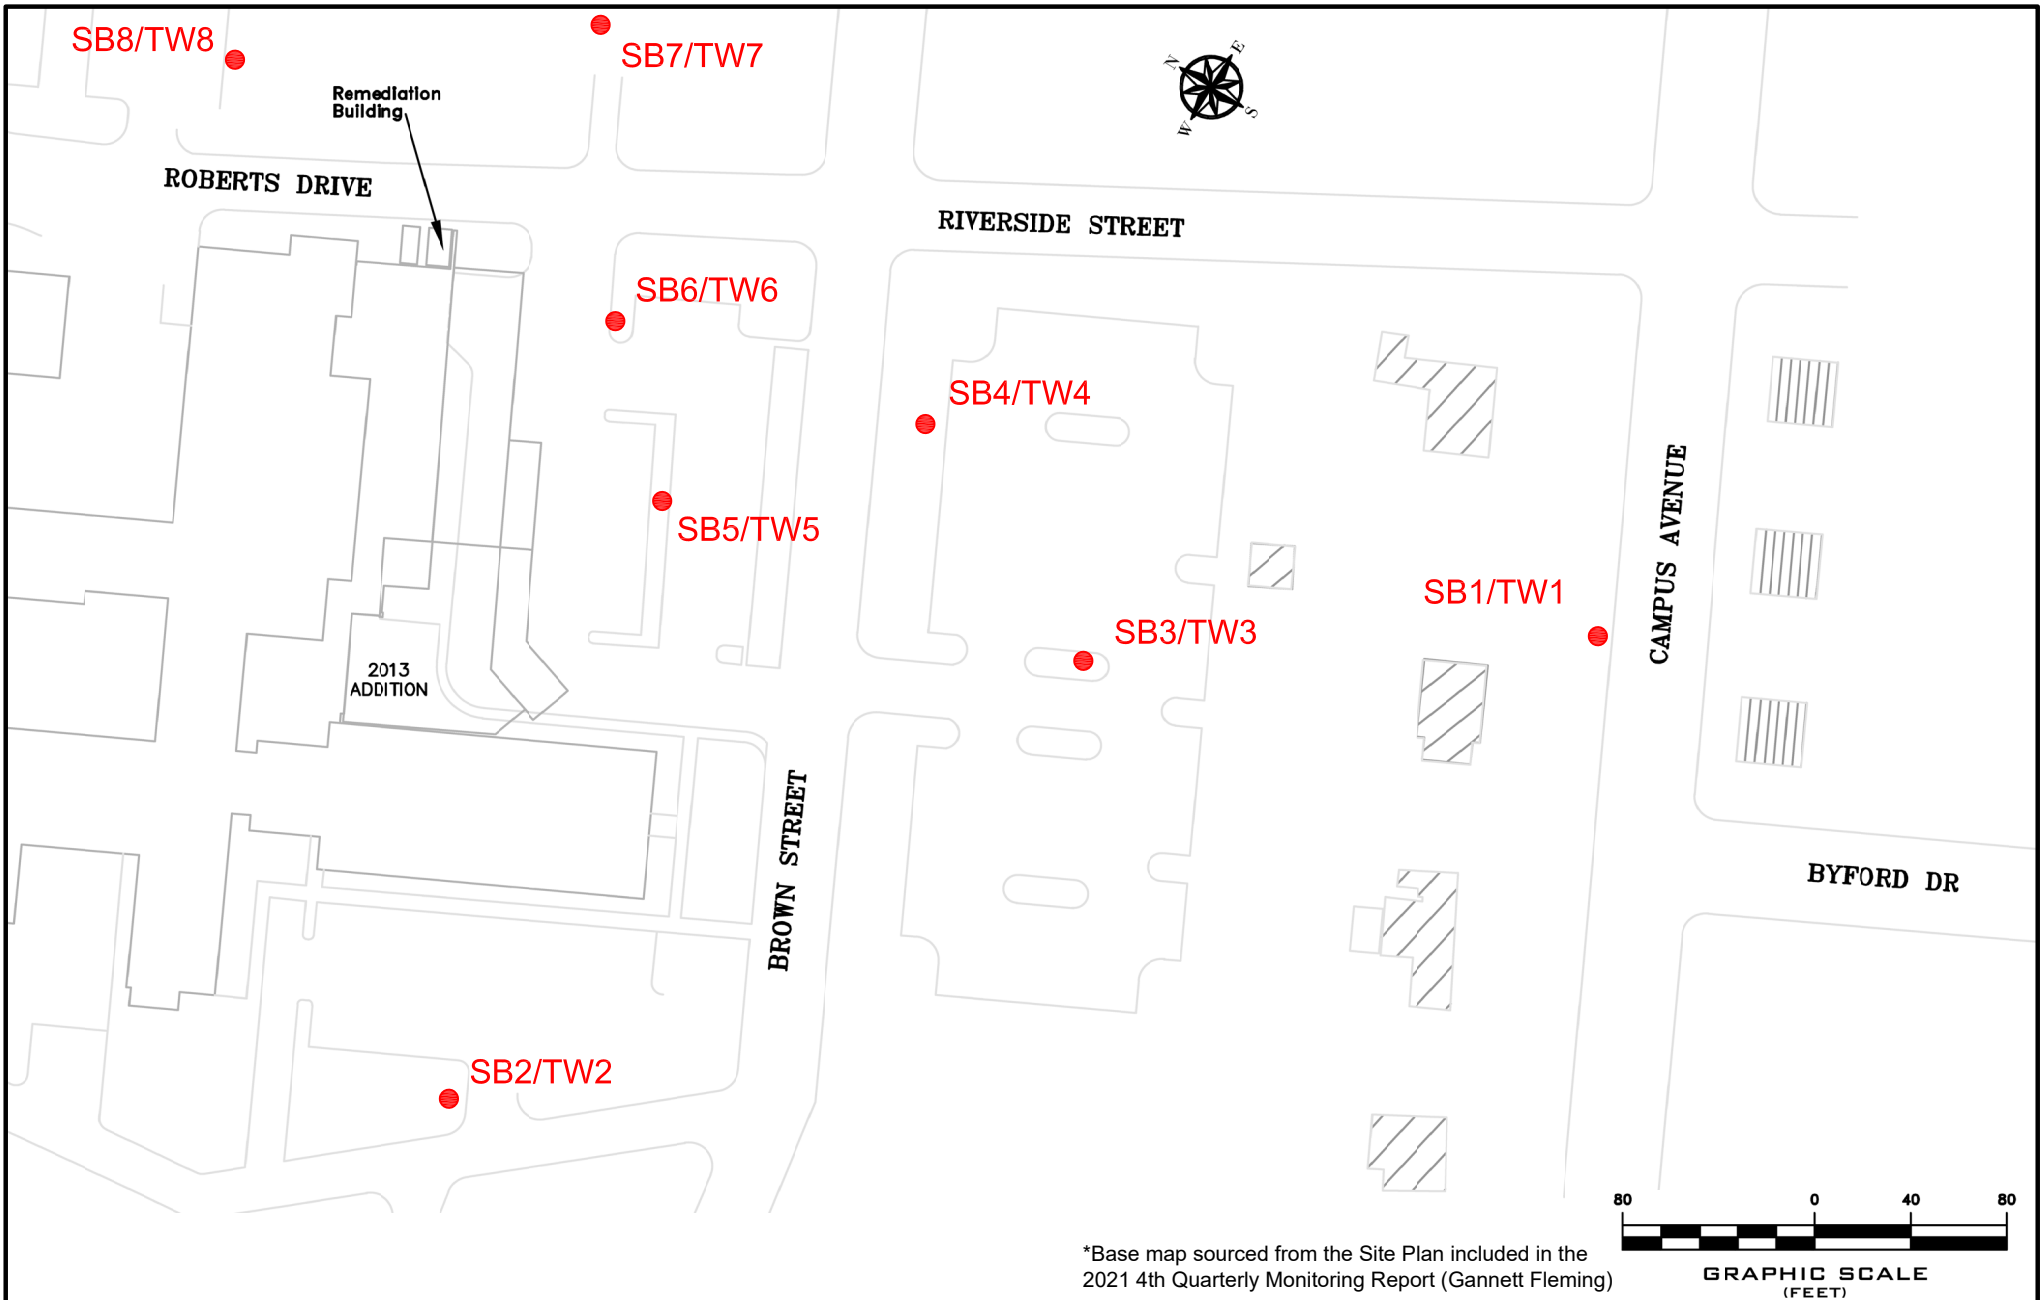 SB8/TW8
SB7/TW7
N
E
W
S
Remediation
Building
ROBERTS DRIVE
RIVERSIDE STREET
SB6/TW6
SB4/TW4
SB5/TW5
SB1/TW1
CAMPUS AVENUE
SB3/TW3
2013
ADDITION
BROWN STREET
BYFORD DR
SB2/TW2
80 0 40 80
*Base map sourced from the Site Plan included in the
2021 4th Quarterly Monitoring Report (Gannett Fleming)
GRAPHIC SCALE
(FEET)